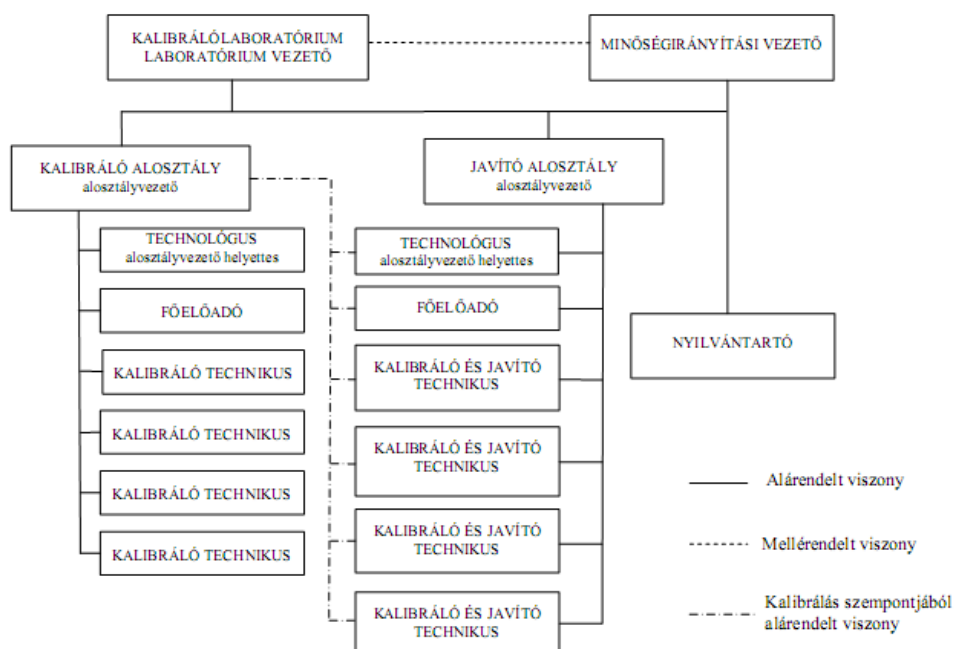 KALIBRÁLÓ LABORATÓRIUM
LABORATÓRIUM VEZETŐ
MINŐSÉGIRÁNYÍTÁSI VEZETŐ
KALIBRÁLÓ ALOSZTÁLY
alosztályvezető
JAVÍTÓ ALOSZTÁLY
alosztályvezető
TECHNOLÓGUS
alosztályvezető helyettes
FŐELŐADÓ
KALIBRÁLÓ TECHNIKUS
KALIBRÁLÓ TECHNIKUS
KALIBRÁLÓ TECHNIKUS
KALIBRÁLÓ TECHNIKUS
TECHNOLÓGUS
alosztályvezető helyettes
FŐELŐADÓ
KALIBRÁLÓ ÉS JAVÍTÓ
TECHNIKUS
KALIBRÁLÓ ÉS JAVÍTÓ
TECHNIKUS
KALIBRÁLÓ ÉS JAVÍTÓ
TECHNIKUS
KALIBRÁLÓ ÉS JAVÍTÓ
TECHNIKUS
NYILVÁNTARTÓ
Alárendelt viszony
Mellérendelt viszony
Kalibrálás szempontjából
alárendelt viszony